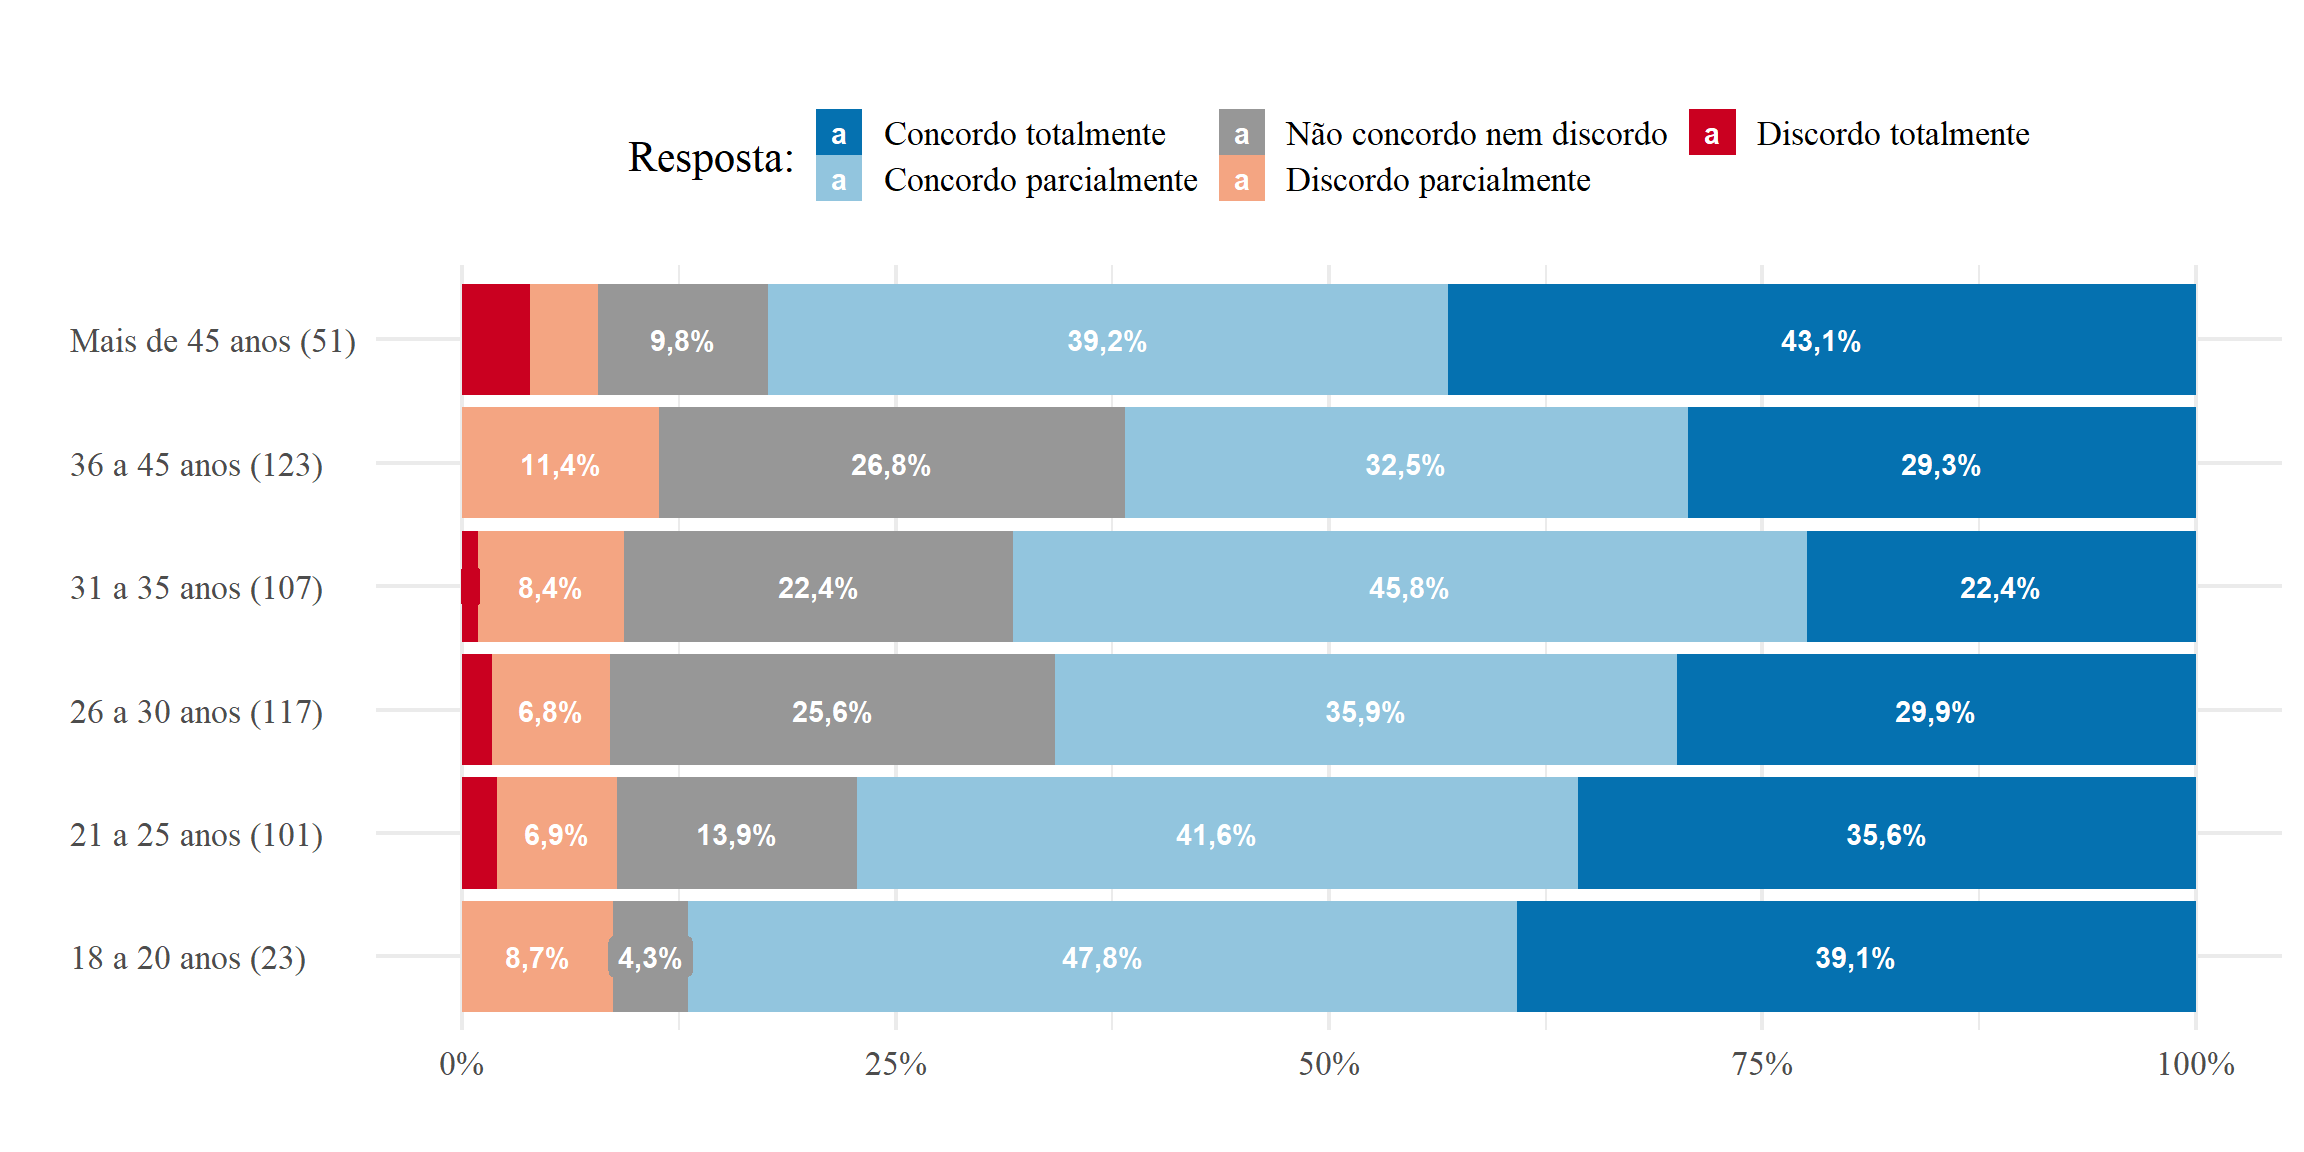 Resposta:
a Concordo totalmente a Não concordo nem discordo a Discordo totalmente
a Concordo parcialmente a Discordo parcialmente
Mais de 45 anos (51) 9,8% 39,2% 43,1%
36 a 45 anos (123) 11,4% 26,8% 32,5% 29,3%
31 a 35 anos (107) 8,4% 22,4% 45,8% 22,4%
26 a 30 anos (117) 6,8% 25,6% 35,9% 29,9%
21 a 25 anos (101) 6,9% 13,9% 41,6% 35,6%
18 a 20 anos (23) 8,7% 4,3% 47,8% 39,1%
0% 25% 50% 75% 100%